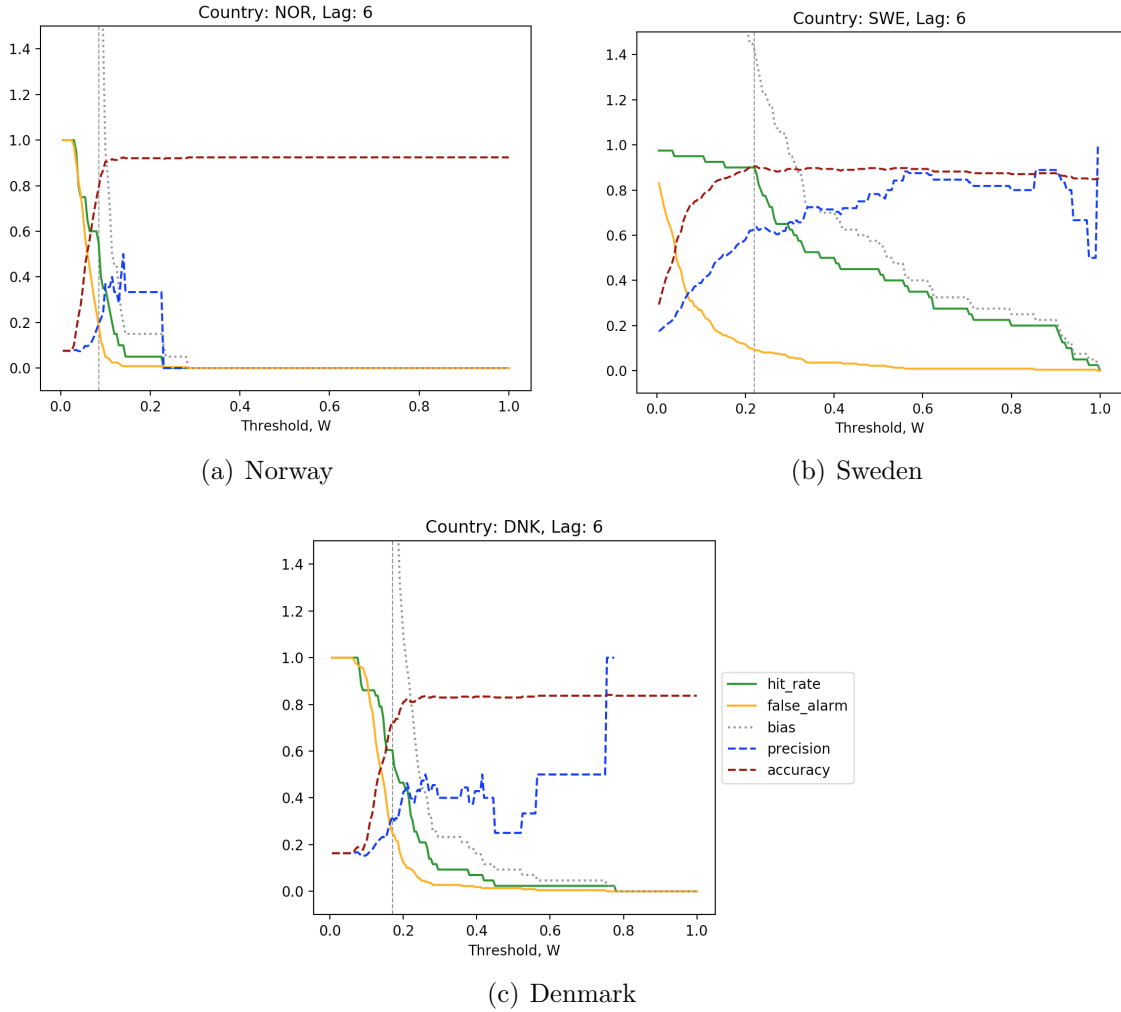 Country: NOR, Lag: 6
1.4
1.2
1.0
0.8
0.6
0.4
0.2
0.0
0.0 0.2 0.4 0.6 0.8 1.0
Threshold, W
(a) Norway
Country: SWE, Lag: 6
1.4
1.2
1.0
0.8
0.6
0.4
0.2
0.0
0.0 0.2 0.4 0.6 0.8 1.0
Threshold, W
(b) Sweden
Country: DNK, Lag: 6
1.4
1.2
1.0
0.8
0.6
0.4
0.2
0.0
0.0 0.2 0.4 0.6 0.8 1.0
Threshold, W
hit_rate
false_alarm
bias
precision
accuracy
(c) Denmark